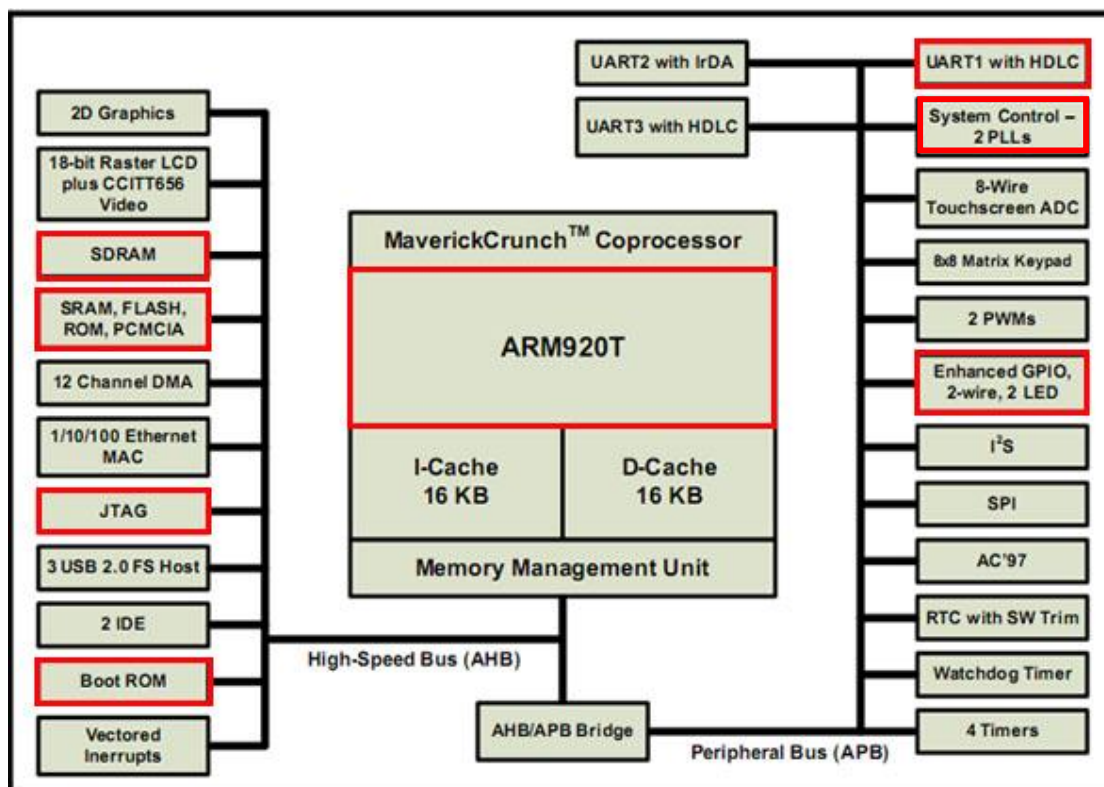 2D Graphics
18-bit Raster LCD
plus CCITT656
Video
SDRAM
SRAM, FLASH,
ROM, PCMCIA
12 Channel DMA
1/10/100 Ethernet
MAC
JTAG
3 USB 2.0 FS Host
2 IDE
Boot ROM
Vectored
Inerrupts
MaverickCrunch™ Coprocessor
ARM920T
I-Cache
16 KB
D-Cache
16 KB
Memory Management Unit
High-Speed Bus (AHB)
AHB/APB Bridge
Peripheral Bus (APB)
UART2 with IrDA
UART3 with HDLC
UART1 with HDLC
System Control –
2 PLLs
8-Wire
Touchscreen ADC
8x8 Matrix Keypad
2 PWMs
Enhanced GPIO,
2-wire, 2 LED
I²S
SPI
AC'97
RTC with SW Trim
Watchdog Timer
4 Timers